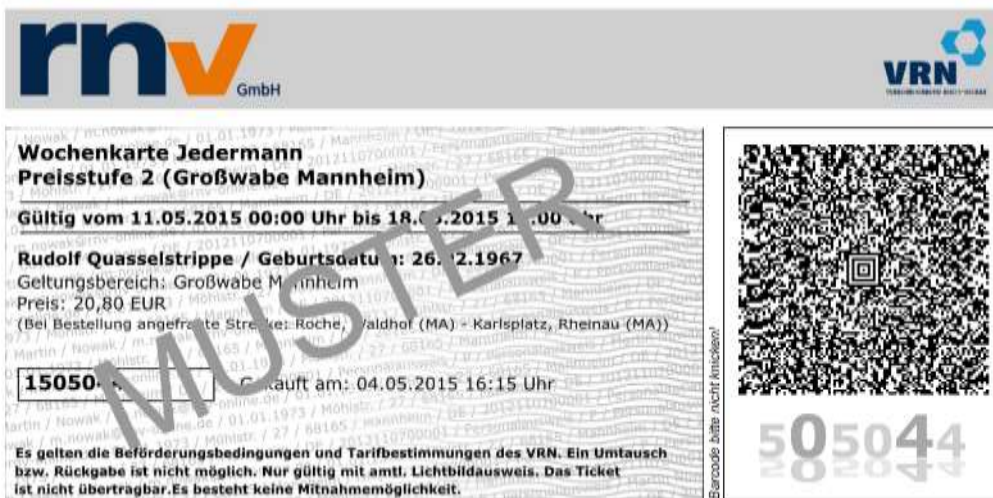 rnv
GmbH
VRN
Wochenkarte Jedermann
Preisstufe 2 (Großwabe Mannheim)
Gültig vom 11.05.2015 00:00 Uhr bis
Rudolf Quasselstrippe / Geburtsdatum: 26.02.1967
Geltungsbereich: Großwabe Mannheim
Preis: 20,80 EUR
(Bei Bestellung angefragte Strecke: Roche, Waldhof (MA) - Karlsplatz, Rheinau (MA))
Gekauft am: 04.05.2015 16:15 Uhr
Es gelten die Beförderungsbedingungen und Tarifbestimmungen des VRN. Ein Umtausch
bzw. Rückgabe ist nicht möglich. Nur gültig mit amtl. Lichtbildausweis. Das Ticket
ist nicht übertragbar.Es besteht keine Mitnahmemöglichkeit.
MUSTER
Barcode bitte nicht knicken!
505044